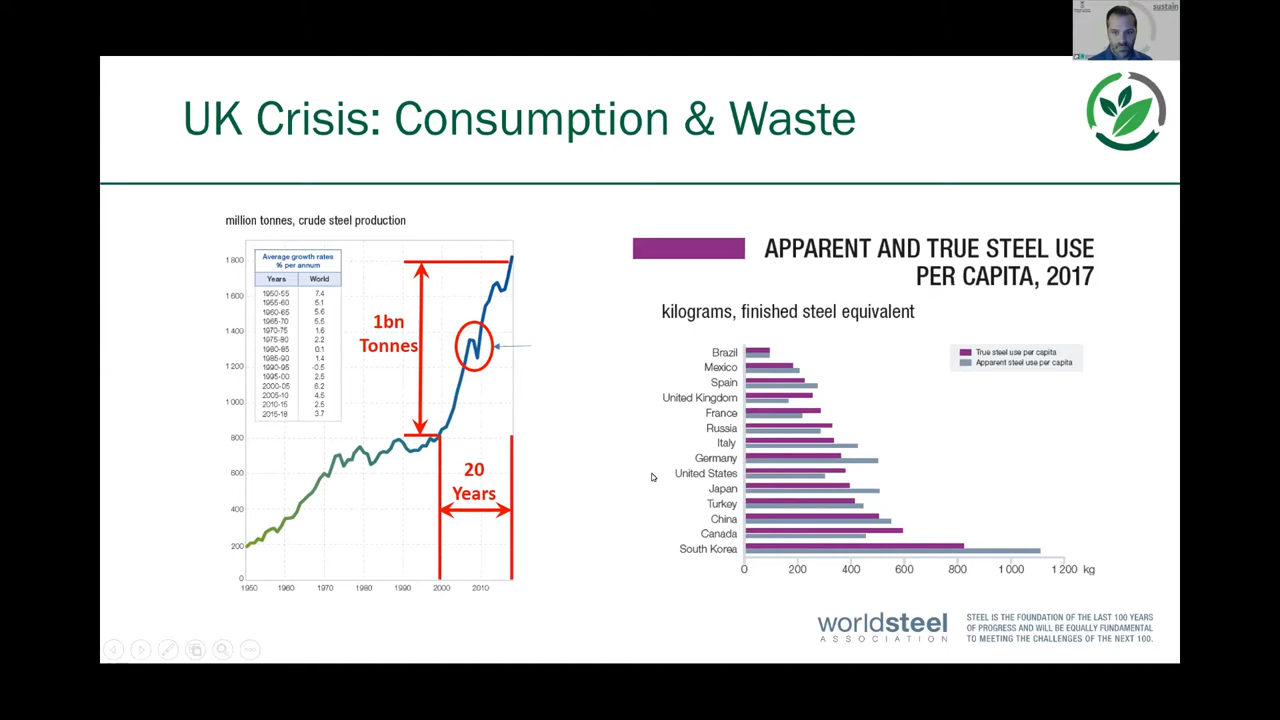 sustain
UK Crisis: Consumption & Waste
million tonnes, crude steel production
Average growth rates
% per annum
Years World
1950-55 7.4
1955-60 5.1
1960-65 5.6
1965-70 5.5
1970-75 1.6
1975-80 2.2
1980-85 0.1
1985-90 1.4
1990-95 -0.5
1995-00 2.5
2000-05 6.2
2005-10 4.5
2010-15 2.5
2015-18 3.7
1 800
1 600
1 400
1 200
1 000
800
600
400
200
0
1950 1960 1970 1980 1990 2000 2010
1bn
Tonnes
20
Years
APPARENT AND TRUE STEEL USE
PER CAPITA, 2017
kilograms, finished steel equivalent
True steel use per capita
Apparent steel use per capita
Brazil
Mexico
Spain
United Kingdom
France
Russia
Italy
Germany
United States
Japan
Turkey
China
Canada
South Korea
0 200 400 600 800 1 000 1 200 kg
worldsteel
ASSOCIATION
STEEL IS THE FOUNDATION OF THE LAST 100 YEARS
OF PROGRESS AND WILL BE EQUALLY FUNDAMENTAL
TO MEETING THE CHALLENGES OF THE NEXT 100.